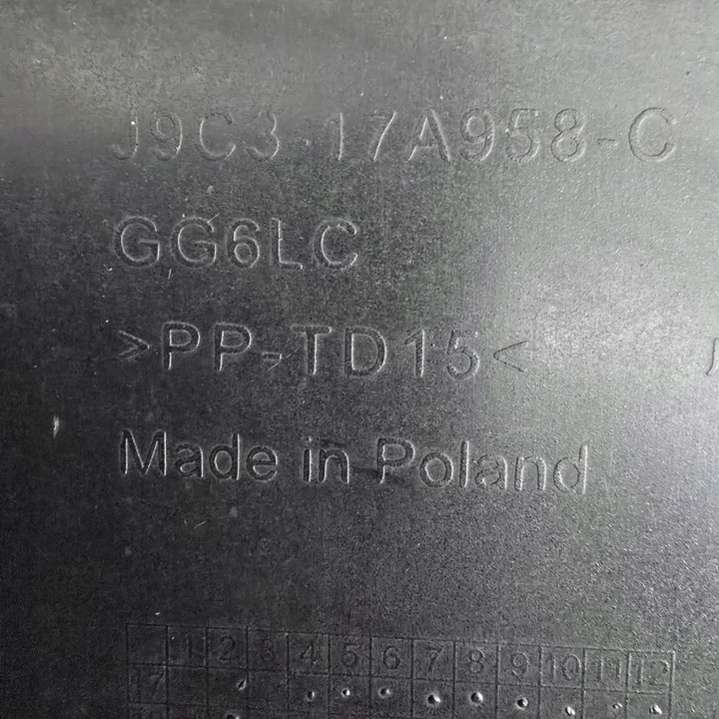 J9C3-17A958-C
GG6LC
>PP-TD15<
Made in Poland
1 2 3 4 5 6 7 8 9 10 11 12
17